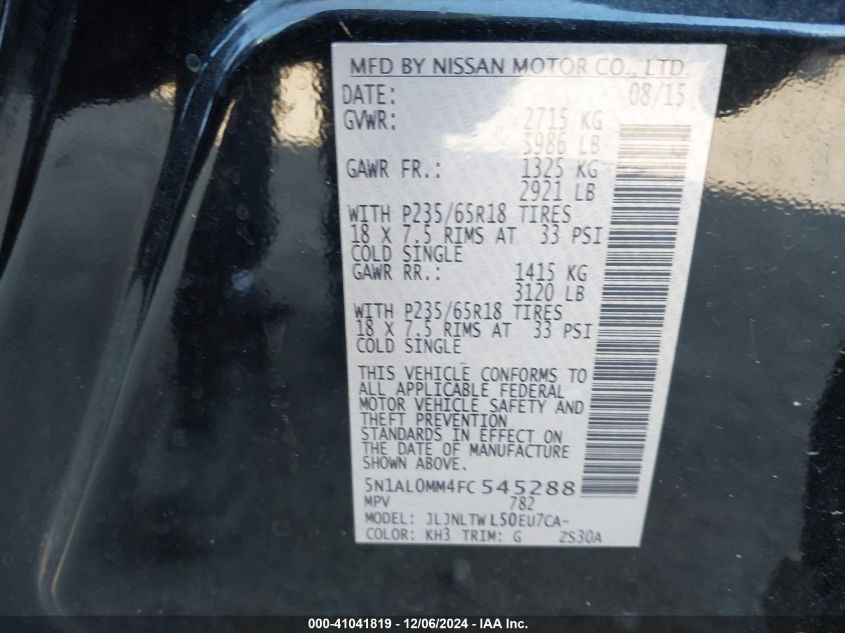 MFD BY NISSAN MOTOR CO., LTD.
DATE: 08/15
GVWR: 2715 KG
5986 LB
GAWR FR.: 1325 KG
2921 LB
WITH P235/65R18 TIRES
18 X 7.5 RIMS AT 33 PSI
COLD SINGLE
GAWR RR.: 1415 KG
3120 LB
WITH P235/65R18 TIRES
18 X 7.5 RIMS AT 33 PSI
COLD SINGLE
THIS VEHICLE CONFORMS TO
ALL APPLICABLE FEDERAL
MOTOR VEHICLE SAFETY AND
THEFT PREVENTION
STANDARDS IN EFFECT ON
THE DATE OF MANUFACTURE
SHOWN ABOVE.
5N1AL0MM4FC 545288
MPV 782
MODEL: JLJNLTW L50EU7CA-
COLOR: KH3 TRIM: G ZS30A
000-41041819 - 12/06/2024 - IAA Inc.